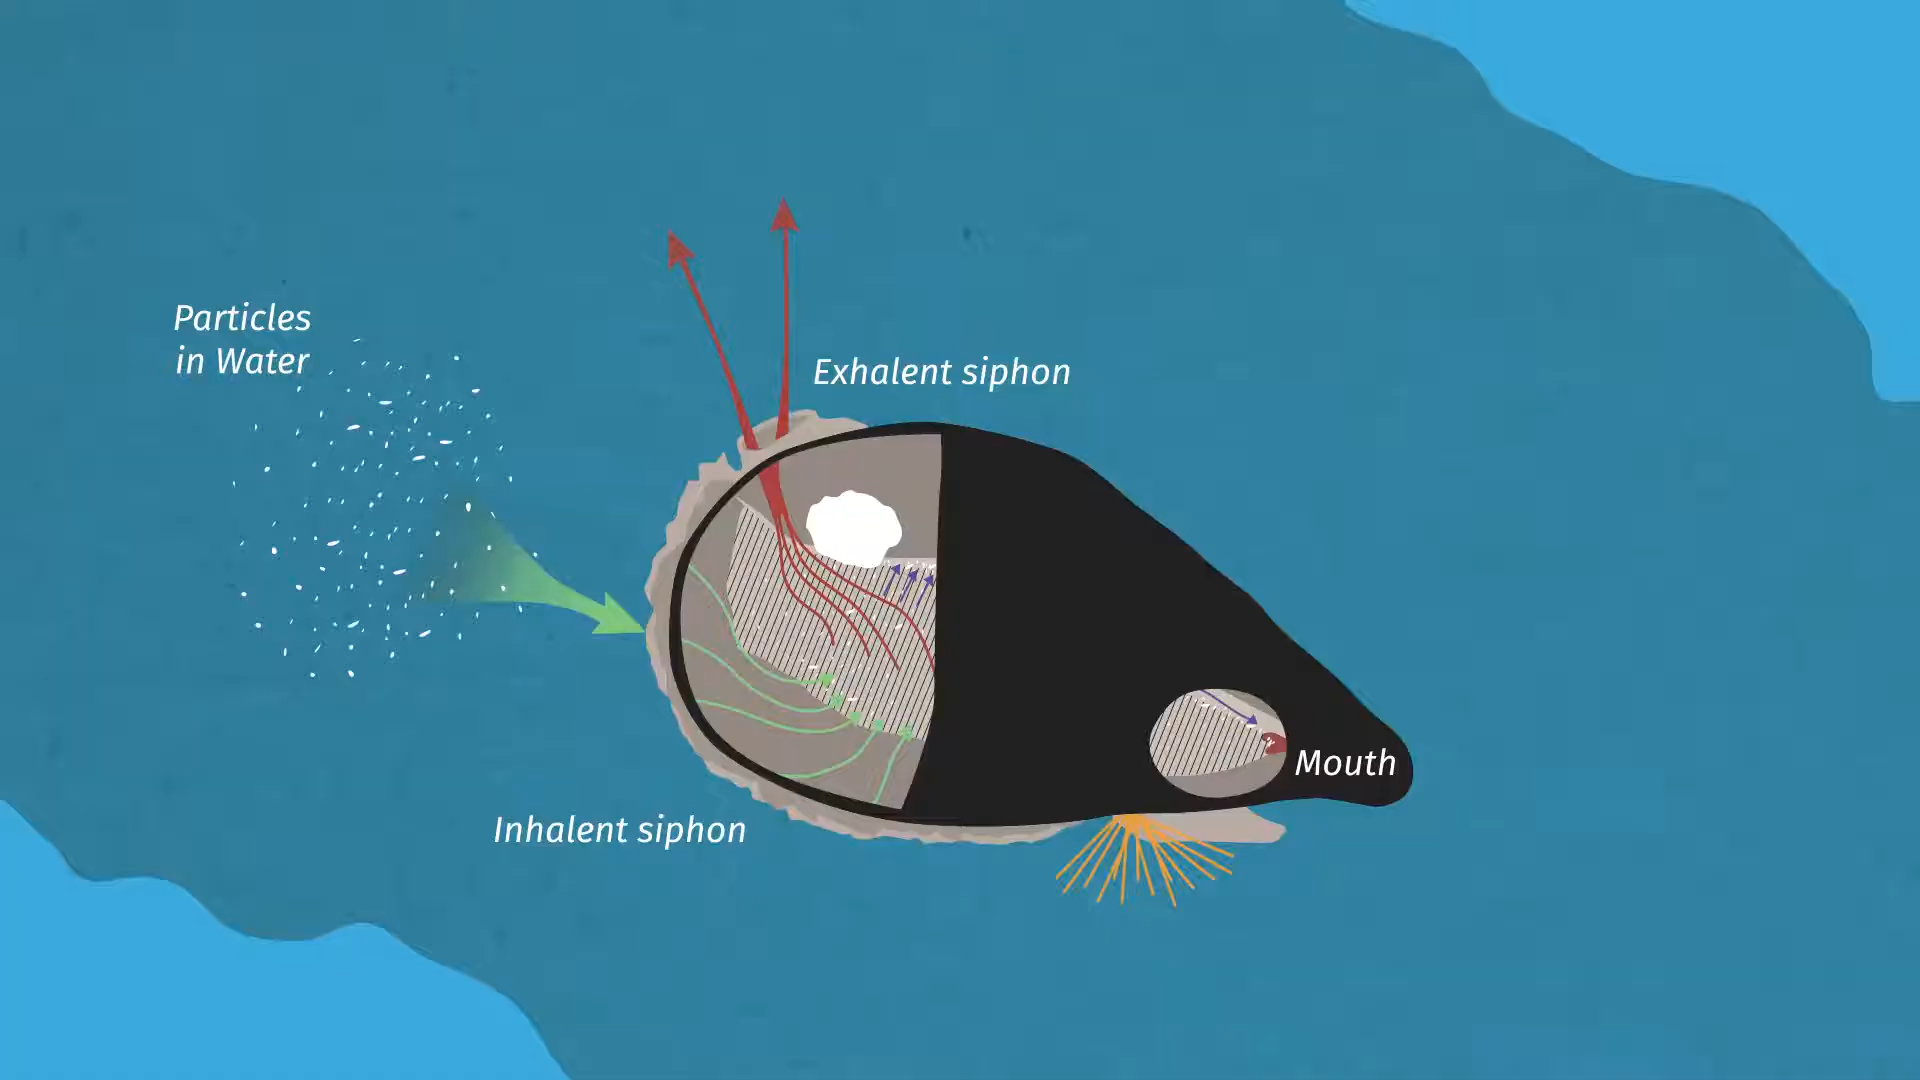 Particles
in Water
Exhalent siphon
Mouth
Inhalent siphon